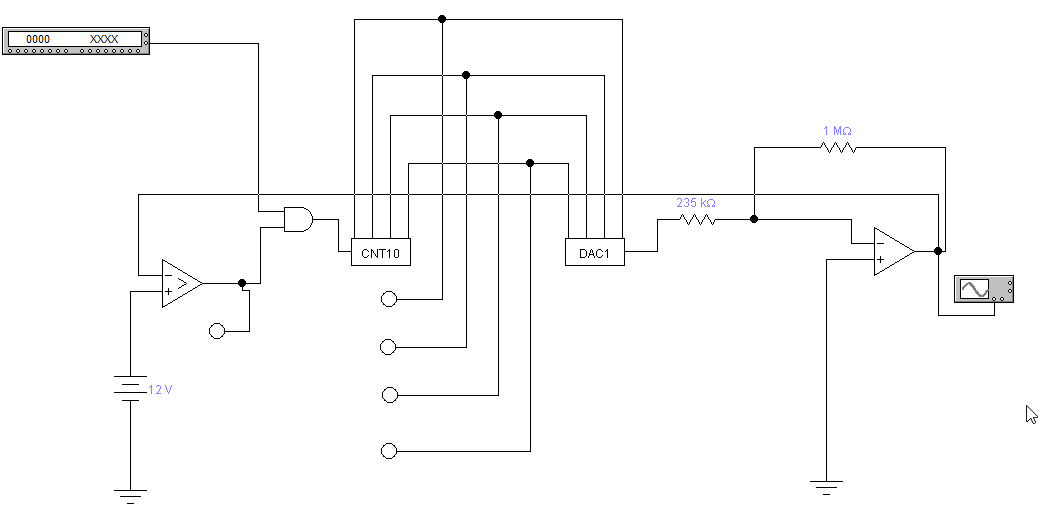 0000 XXXX
1 MΩ
235 kΩ
CNT10
DAC1
12 V